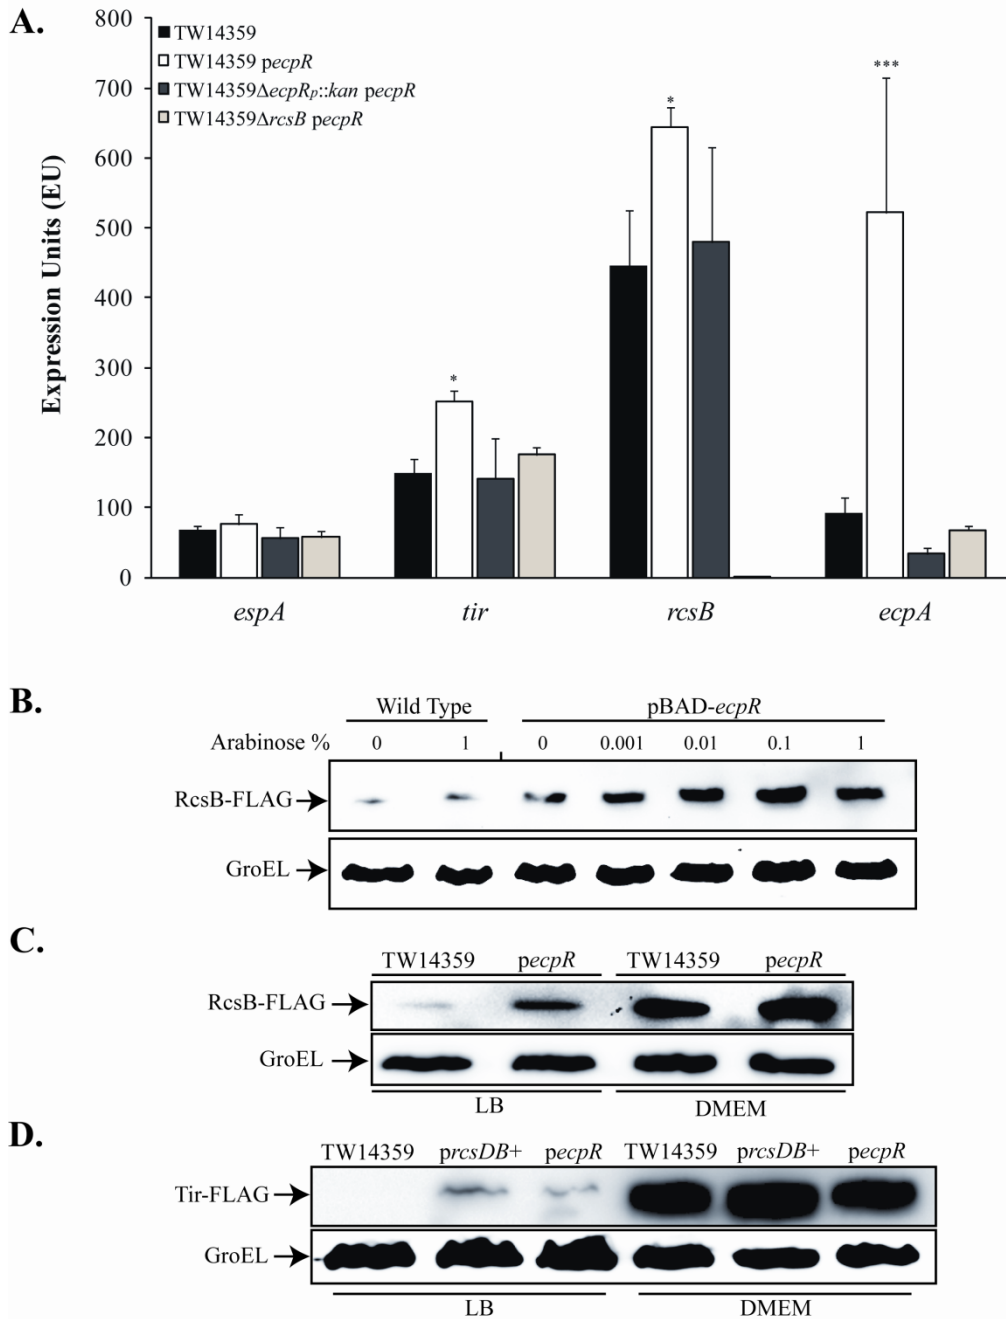 A.
800
700
600
500
400
300
200
100
0
Expression Units (EU)
TW14359
TW14359 pecpR
TW14359ΔecpRp::kan pecpR
TW14359ΔrcsB pecpR
*
*
***
espA tir rcsB ecpA
B.
Wild Type pBAD-ecpR
Arabinose % 0 1 0 0.001 0.01 0.1 1
RcsB-FLAG
GroEL
C.
TW14359 pecpR TW14359 pecpR
RcsB-FLAG
GroEL
LB DMEM
D.
TW14359 prcsDB+ pecpR TW14359 prcsDB+ pecpR
Tir-FLAG
GroEL
LB DMEM